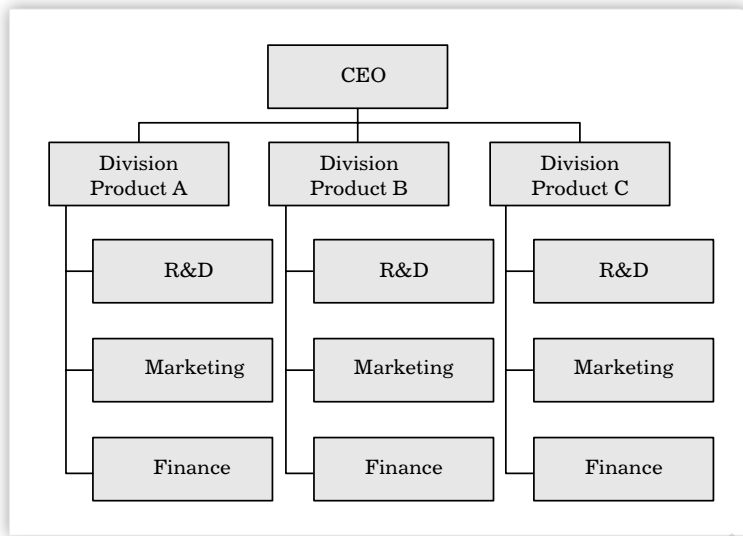 CEO
Division
Product A
Division
Product B
Division
Product C
R&D
R&D
R&D
Marketing
Marketing
Marketing
Finance
Finance
Finance